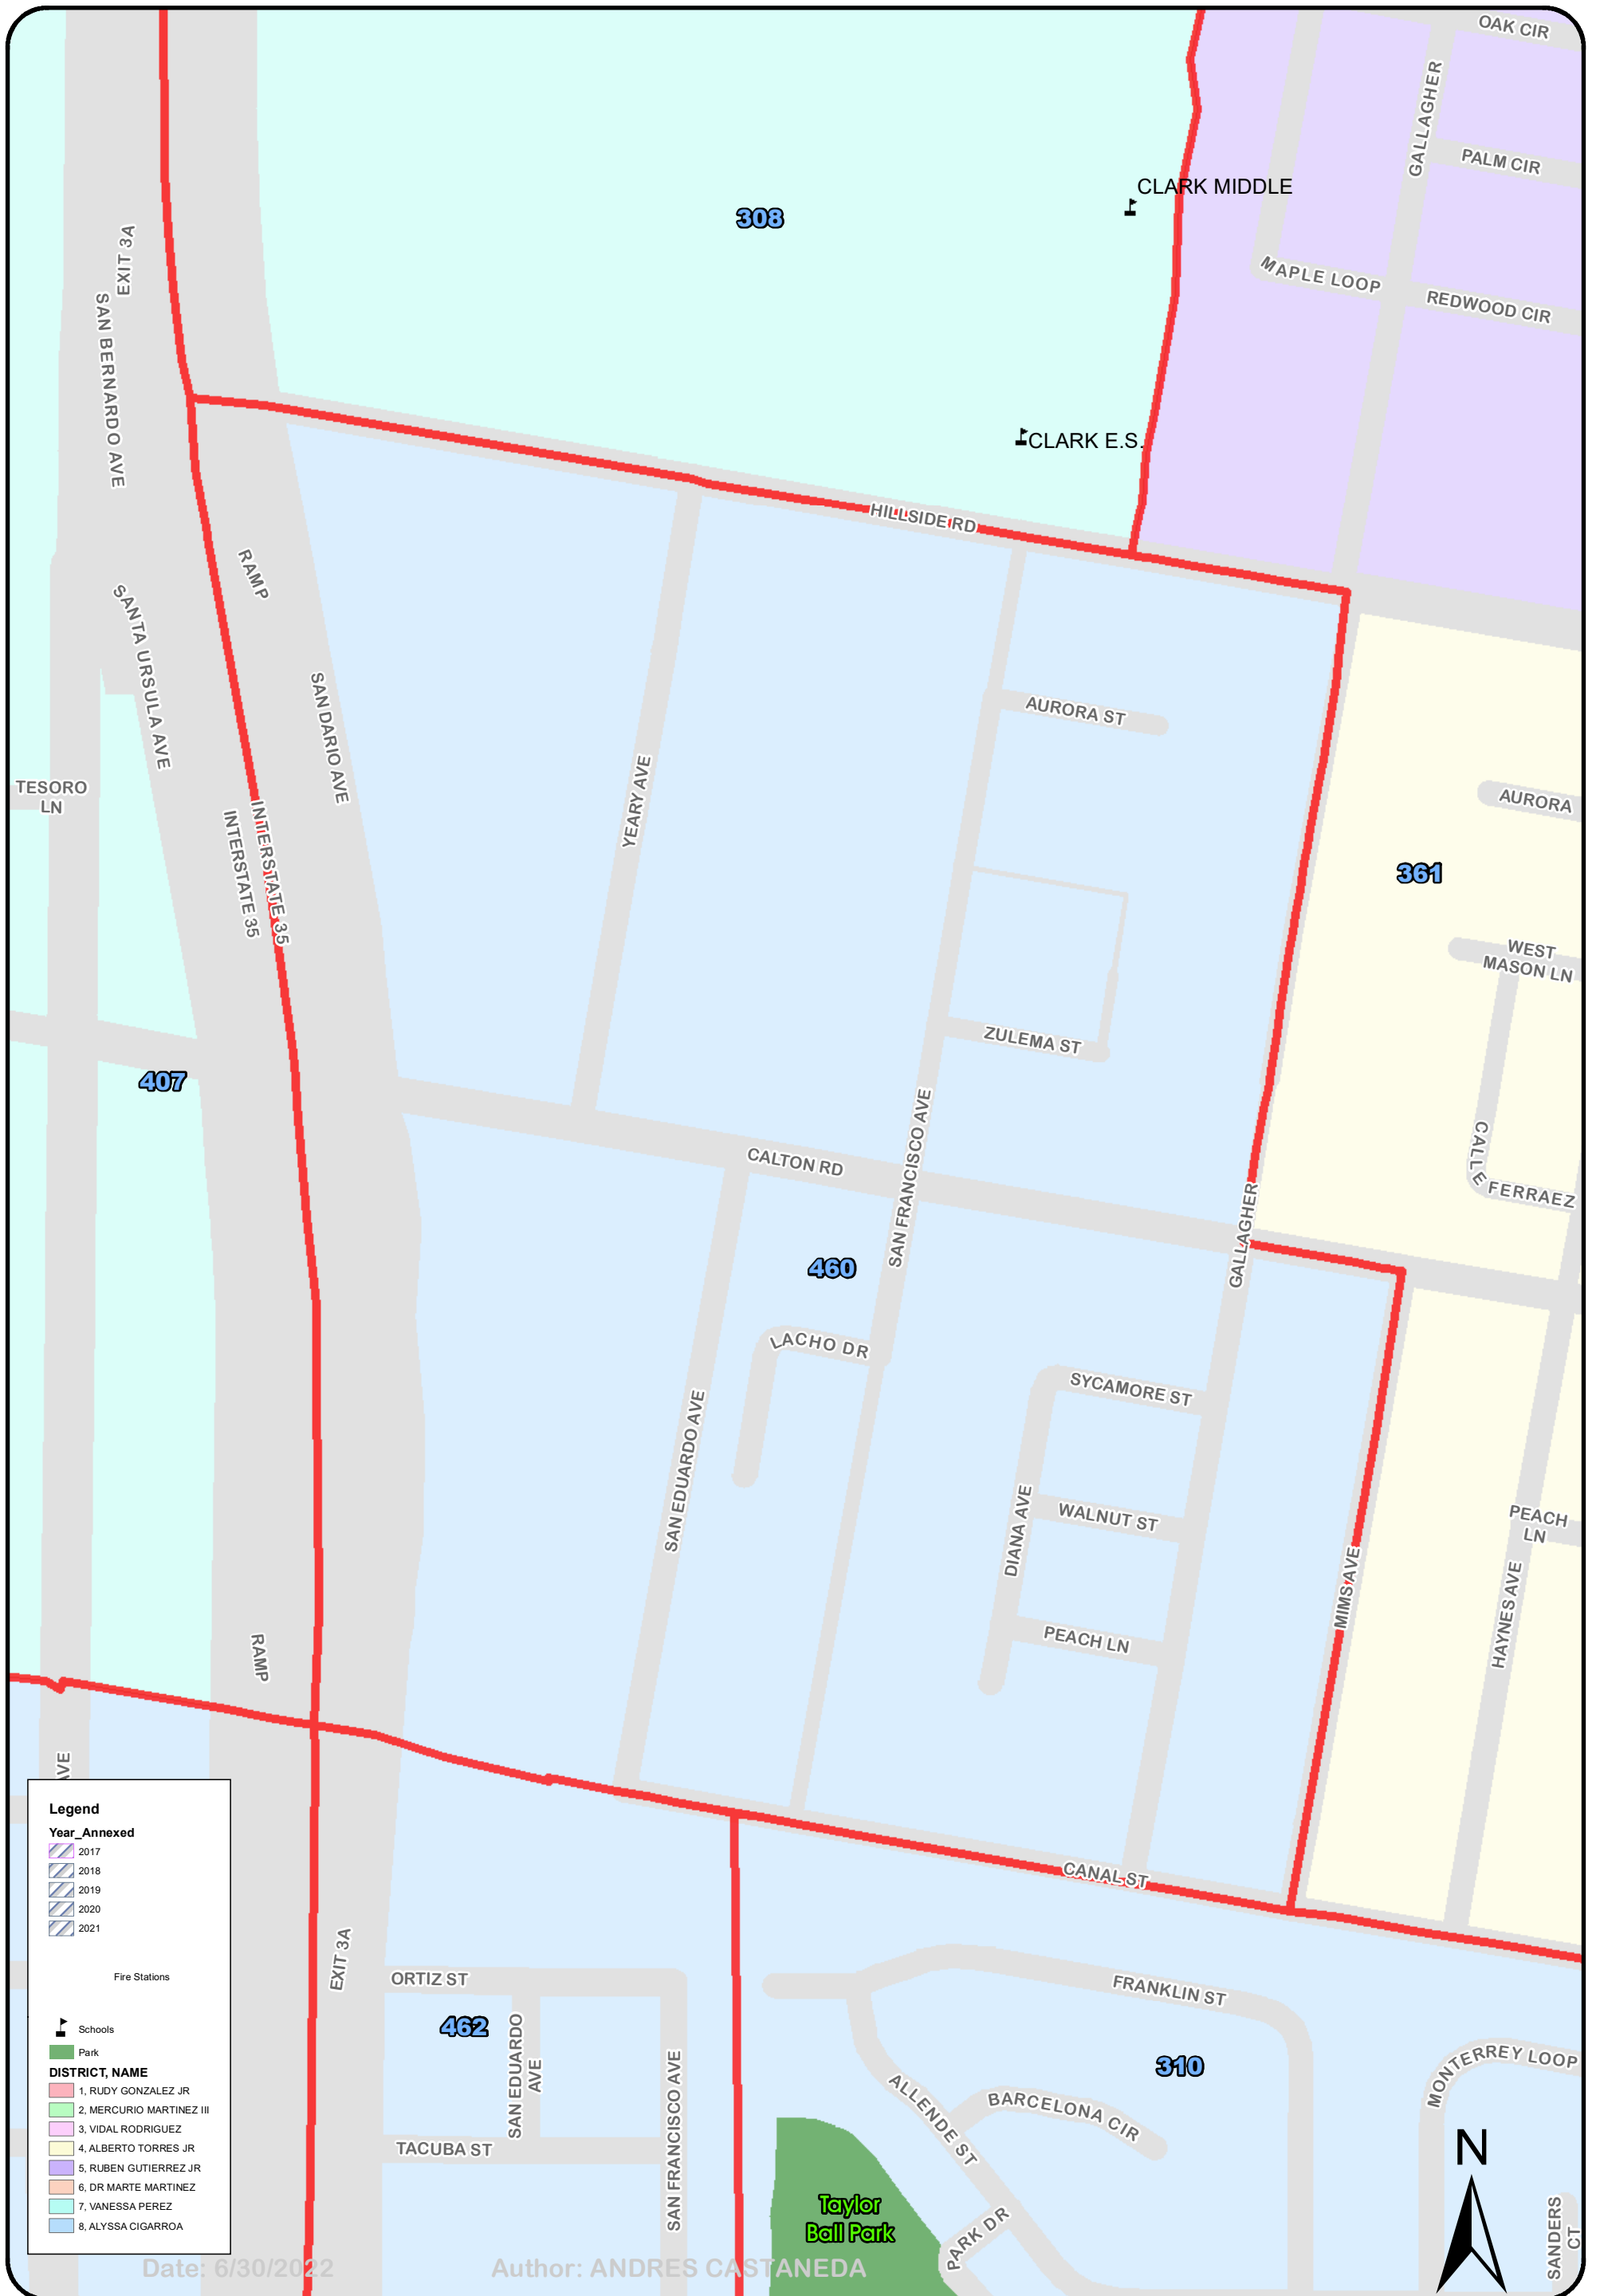 OAK CIR
GALLAGHER
PALM CIR
CLARK MIDDLE
308
EXIT 3A
MAPLE LOOP
REDWOOD CIR
SAN BERNARDO AVE
CLARK E.S.
HILLSIDE RD
RAMP
SANTA URSULA AVE
SAN DARIO AVE
AURORA ST
TESORO
LN
YEARY AVE
AURORA
INTERSTATE 35
INTERSTATE 35
361
WEST
MASON LN
ZULEMA ST
407
CALLE
FERRAEZ
SAN FRANCISCO AVE
CALTON RD
GALLAGHER
460
LACHO DR
SYCAMORE ST
SAN EDUARDO AVE
DIANA AVE
WALNUT ST
PEACH
LN
MIMS AVE
HAYNES AVE
PEACH LN
RAMP
AVE
CANAL ST
Legend
Year_Annexed
2017
2018
2019
2020
2021
Fire Stations
Schools
Park
DISTRICT, NAME
1, RUDY GONZALEZ JR
2, MERCURIO MARTINEZ III
3, VIDAL RODRIGUEZ
4, ALBERTO TORRES JR
5, RUBEN GUTIERREZ JR
6, DR MARTE MARTINEZ
7, VANESSA PEREZ
8, ALYSSA CIGARROA
EXIT 3A
ORTIZ ST
FRANKLIN ST
462
SAN EDUARDO
AVE
310
MONTERREY LOOP
ALLENDE ST
BARCELONA CIR
TACUBA ST
SAN FRANCISCO AVE
N
Taylor
Ball Park
PARK DR
SANDERS
CT
Date: 6/30/2022
Author: ANDRES CASTANEDA